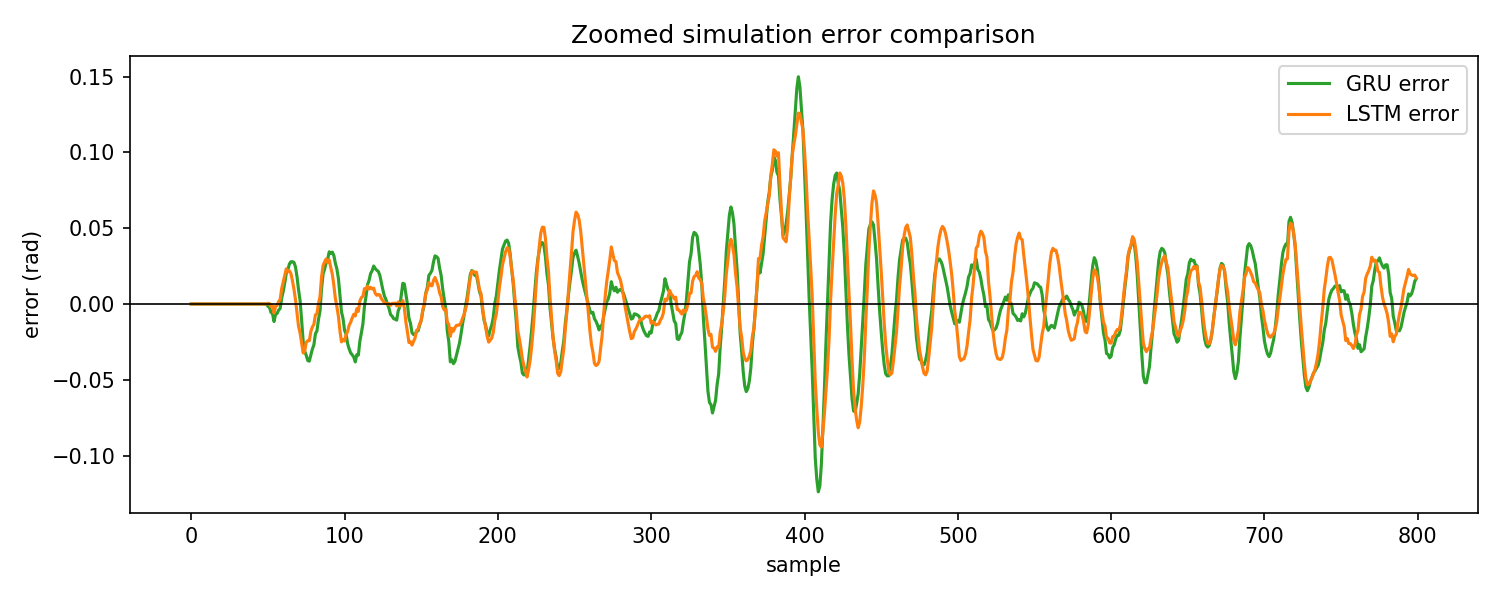 Zoomed simulation error comparison
GRU error
LSTM error
error (rad)
0.15
0.10
0.05
0.00
−0.05
−0.10
0 100 200 300 400 500 600 700 800
sample